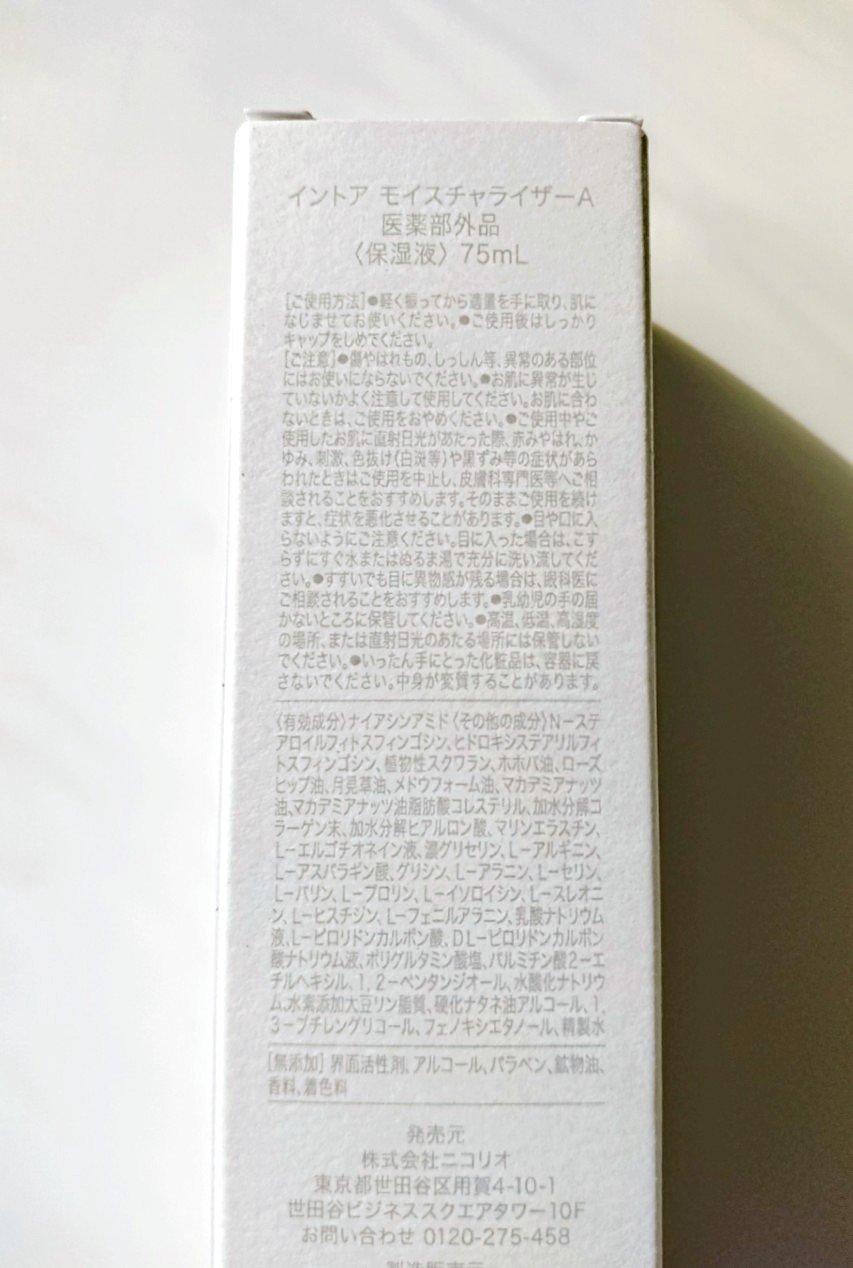 イントア モイスチャライザーA
医薬部外品
〈保湿液〉 75mL
[ご使用方法]●軽く振ってから適量を手に取り、肌に
なじませてお使いください。●ご使用後はしっかり
キャップをしめてください。
[ご注意]●傷やはれもの、しっしん等、異常のある部位
にはお使いにならないでください。●お肌に異常が生じ
ていないかよく注意して使用してください。お肌に合わ
ないときは、ご使用をおやめください。●ご使用中やご
使用したお肌に直射日光があたった際、赤みやはれ、か
ゆみ、刺激、色抜け(白斑等)や黒ずみ等の症状があら
われたときはご使用を中止し、皮膚科専門医等へご相
談されることをおすすめします。そのままご使用を続け
ますと、症状を悪化させることがあります。●目や口に入
らないようにご注意ください。目に入った場合は、こす
らずにすぐ水またはぬるま湯で充分に洗い流してくだ
さい。●すすいでも目に異物感が残る場合は、眼科医に
ご相談されることをおすすめします。●乳幼児の手の届
かないところに保管してください。●高温、低温、高湿度
の場所、または直射日光のあたる場所には保管しない
でください。●いったん手にとった化粧品は、容器に戻
さないでください。中身が変質することがあります。
〈有効成分〉ナイアシンアミド〈その他の成分〉N－ステ
アロイルフィトスフィンゴシン、ヒドロキシステアリルフィ
トスフィンゴシン、植物性スクワラン、ホホバ油、ローズ
ヒップ油、月見草油、メドウフォーム油、マカデミアナッツ
油、マカデミアナッツ油脂肪酸コレステリル、加水分解コ
ラーゲン末、加水分解ヒアルロン酸、マリンエラスチン、
L－エルゴチオネイン液、濃グリセリン、L－アルギニン、
L－アスパラギン酸、グリシン、L－アラニン、L－セリン、
L－バリン、L－プロリン、L－イソロイシン、L－スレオニ
ン、L－ヒスチジン、L－フェニルアラニン、乳酸ナトリウム
液、L－ピロリドンカルボン酸、DL－ピロリドンカルボン
酸ナトリウム液、ポリグルタミン酸塩、パルミチン酸2－エ
チルヘキシル、1，2－ペンタンジオール、水酸化ナトリウ
ム、水素添加大豆リン脂質、硬化ナタネ油アルコール、1，
3－ブチレングリコール、フェノキシエタノール、精製水
[無添加] 界面活性剤、アルコール、パラベン、鉱物油、
香料、着色料
発売元
株式会社ニコリオ
東京都世田谷区用賀4-10-1
世田谷ビジネススクエアタワー10F
お問い合わせ 0120-275-458
製造販売元